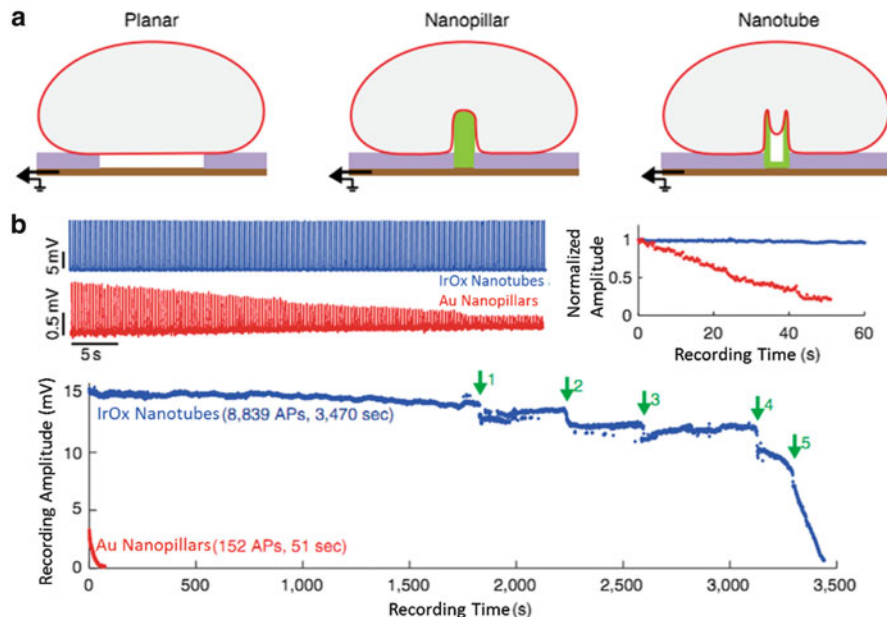 a
Planar
Nanopillar
Nanotube
b
5 mV
IrOx Nanotubes
Au Nanopillars
0.5 mV
5 s
Normalized
Amplitude
1
0.5
0
0 20 40 60
Recording Time (s)
Recording Amplitude (mV)
15
10
5
0
IrOx Nanotubes (8,839 APs, 3,470 sec)
Au Nanopillars (152 APs, 51 sec)
1
2
3
4
5
0 500 1,000 1,500 2,000 2,500 3,000 3,500
Recording Time (s)